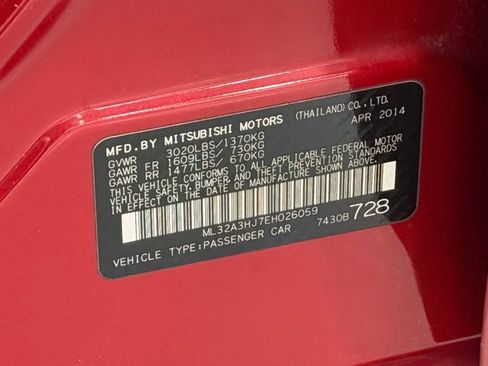 MFD.BY MITSUBISHI MOTORS (THAILAND)CO.,LTD.
GVWR 3020LBS/1370KG APR 2014
GAWR FR 1609LBS/ 730KG
GAWR RR 1477LBS/ 670KG
THIS VEHICLE CONFORMS TO ALL APPLICABLE
FEDERAL MOTOR VEHICLE SAFETY, BUMPER
AND THEFT PREVENTION STANDARDS
IN EFFECT ON THE DATE OF
MANUFACTURE SHOWN ABOVE.
ML32A3HJ7EH026059
VEHICLE TYPE:PASSENGER CAR 7430B 728